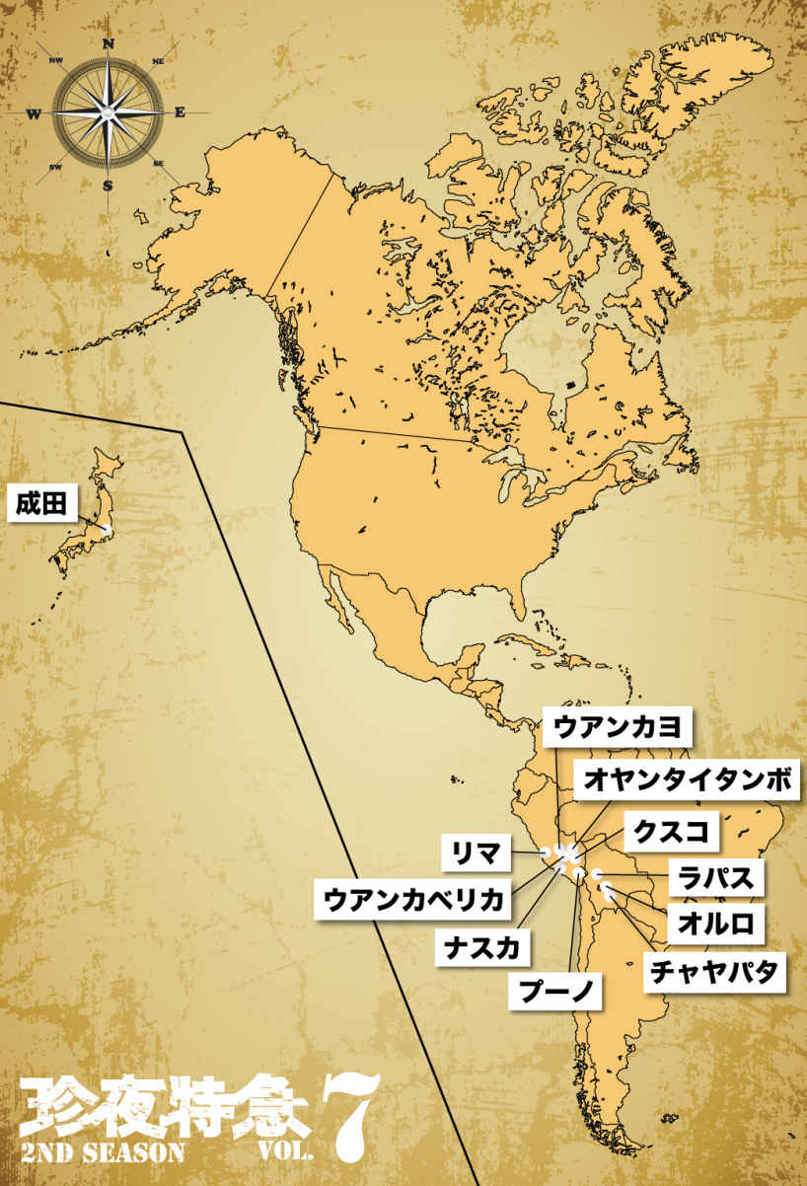 N
NW
NE
W
E
SW
SE
S
成田
ウアンカヨ
オヤンタイタンボ
クスコ
リマ
ラパス
ウアンカベリカ
オルロ
ナスカ
チャヤパタ
プーノ
珍夜特急 7
2ND SEASON VOL.